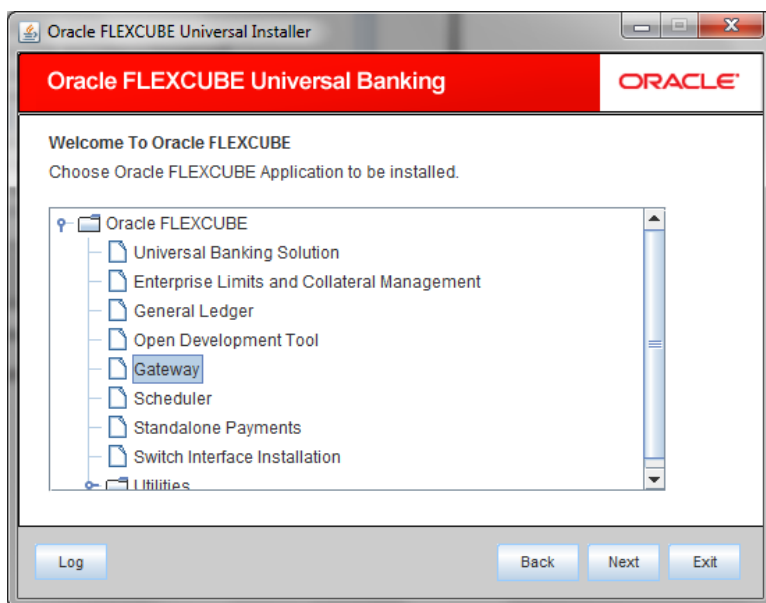 Oracle FLEXCUBE Universal Installer
Oracle FLEXCUBE Universal Banking
ORACLE
Welcome To Oracle FLEXCUBE
Choose Oracle FLEXCUBE Application to be installed.
Oracle FLEXCUBE
Universal Banking Solution
Enterprise Limits and Collateral Management
General Ledger
Open Development Tool
Gateway
Scheduler
Standalone Payments
Switch Interface Installation
Utilities
Log
Back
Next
Exit